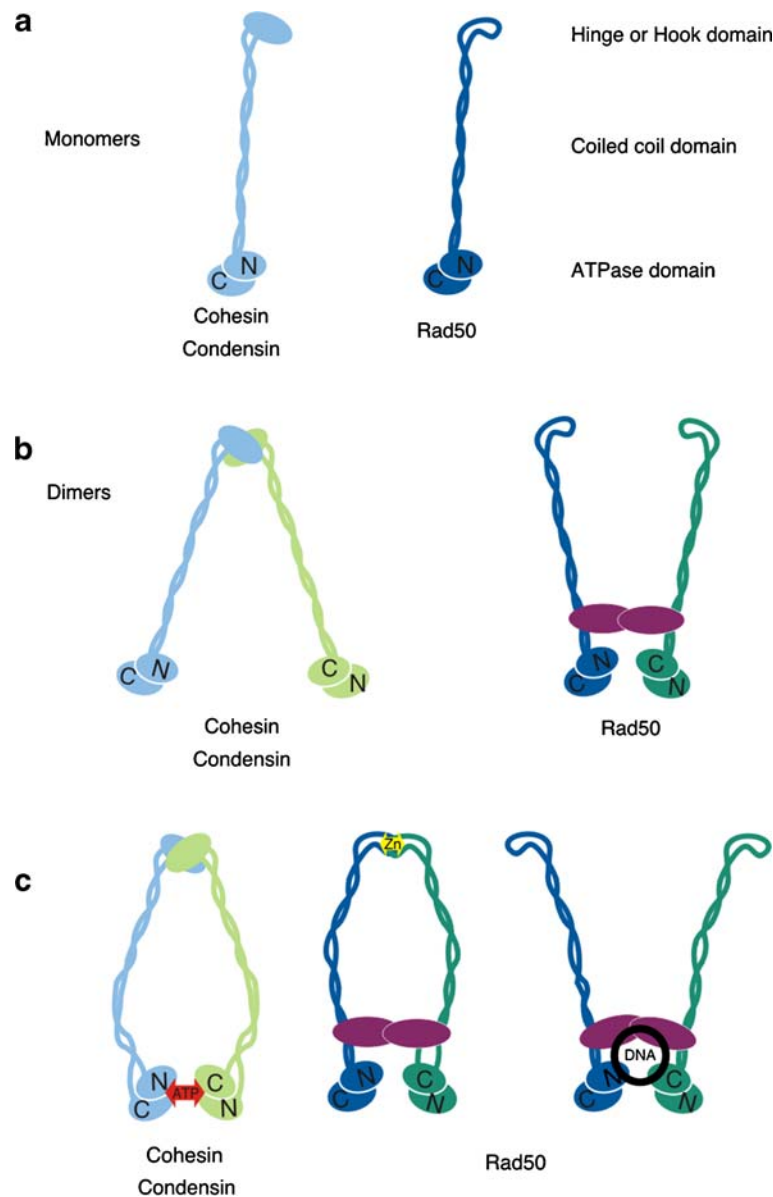 a
Hinge or Hook domain
Monomers
Coiled coil domain
N
C
N
C
ATPase domain
Cohesin
Condensin
Rad50
b
Dimers
C N
C N
N C
C N
Cohesin
Condensin
Rad50
c
Zn
DNA
N ATP C
C N
N C
C N
N C
C N
Cohesin
Condensin
Rad50